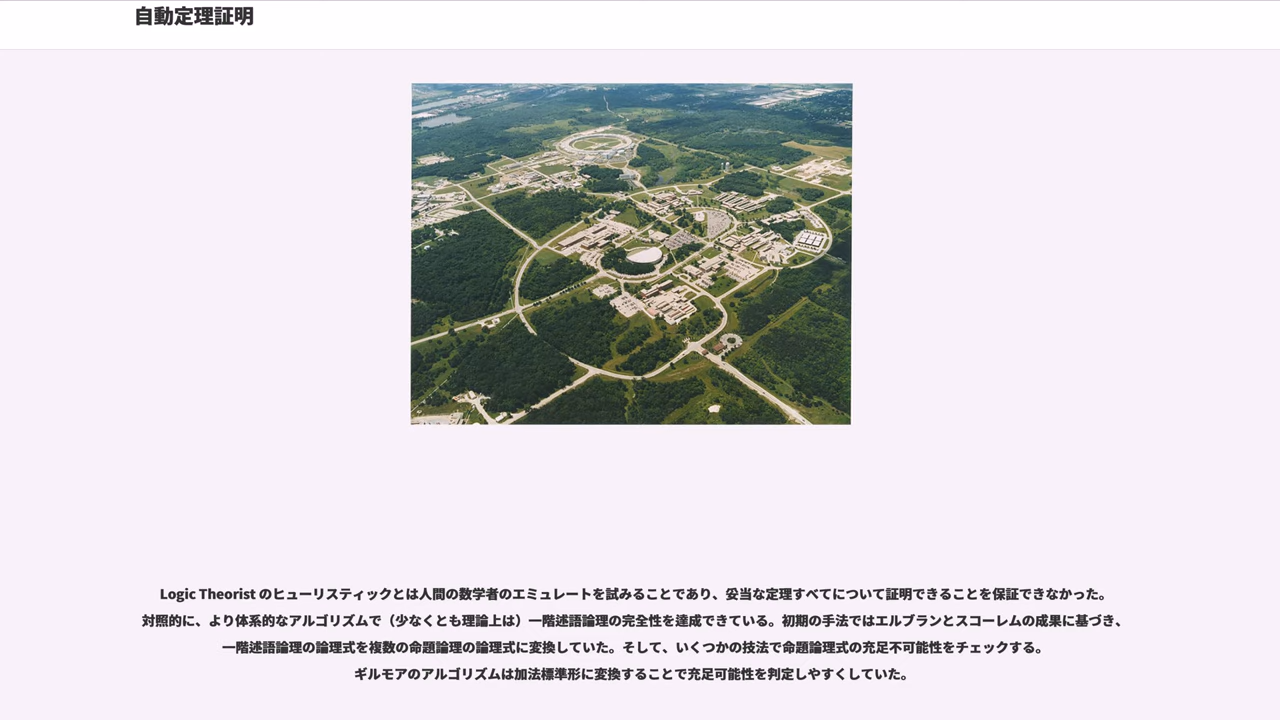 自動定理証明
Logic Theorist のヒューリスティックとは人間の数学者のエミュレートを試みることであり、妥当な定理すべてについて証明できることを保証できなかった。
対照的に、より体系的なアルゴリズムで（少なくとも理論上は）一階述語論理の完全性を達成できている。初期の手法ではエルブランとスコーレムの成果に基づき、
一階述語論理の論理式を複数の命題論理の論理式に変換していた。そして、いくつかの技法で命題論理式の充足不可能性をチェックする。
ギルモアのアルゴリズムは加法標準形に変換することで充足可能性を判定しやすくしていた。